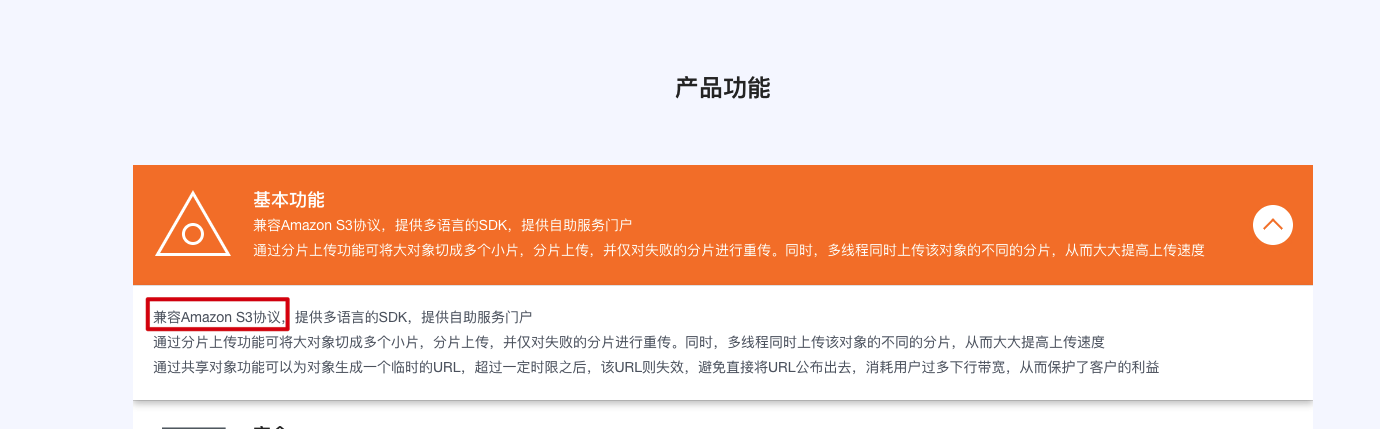 产品功能
基本功能
兼容Amazon S3协议，提供多语言的SDK，提供自助服务门户
通过分片上传功能可将大对象切成多个小片，分片上传，并仅对失败的分片进行重传。同时，多线程同时上传该对象的不同的分片，从而大大提高上传速度
兼容Amazon S3协议，提供多语言的SDK，提供自助服务门户
通过分片上传功能可将大对象切成多个小片，分片上传，并仅对失败的分片进行重传。同时，多线程同时上传该对象的不同的分片，从而大大提高上传速度
通过共享对象功能可以为对象生成一个临时的URL，超过一定时限之后，该URL则失效，避免直接将URL公布出去，消耗用户过多下行带宽，从而保护了客户的利益